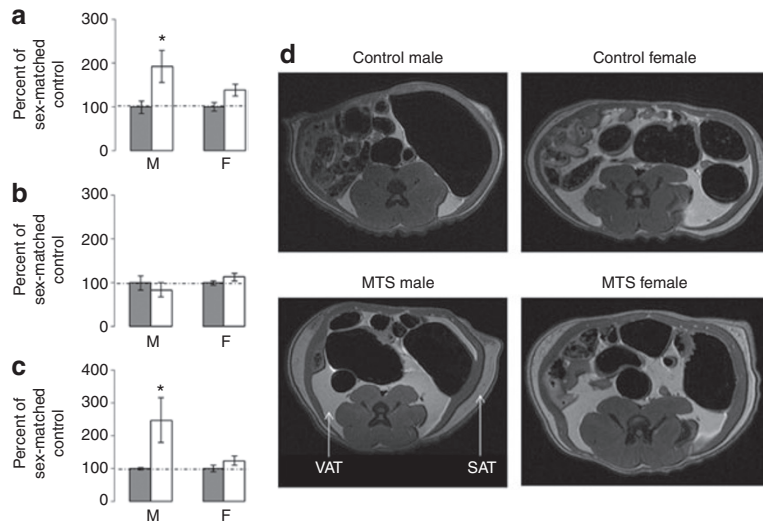 a
300
200
100
0
Percent of
sex-matched
control
*
M
F
b
300
200
100
0
Percent of
sex-matched
control
M
F
c
400
300
200
100
0
Percent of
sex-matched
control
*
M
F
d
Control male
Control female
MTS male
MTS female
VAT
SAT